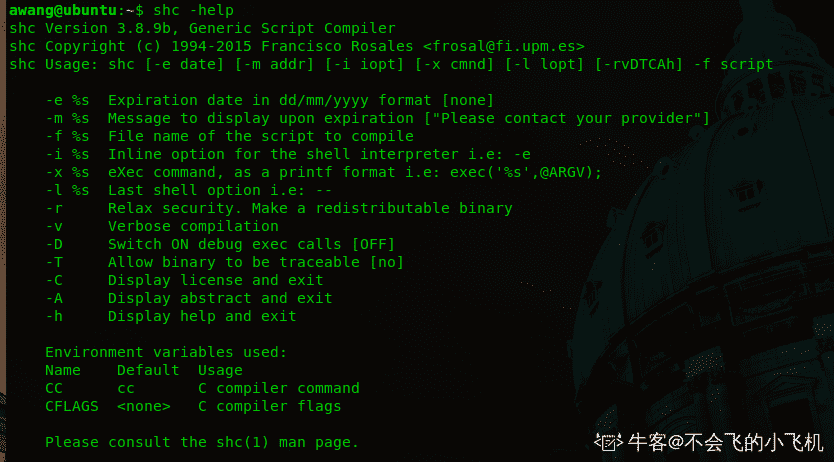 awang@ubuntu:~$ shc -help
shc Version 3.8.9b, Generic Script Compiler
shc Copyright (c) 1994-2015 Francisco Rosales <frosal@fi.upm.es>
shc Usage: shc [-e date] [-m addr] [-i iopt] [-x cmnd] [-l lopt] [-rvDTCAh] -f script
-e %s Expiration date in dd/mm/yyyy format [none]
-m %s Message to display upon expiration ["Please contact your provider"]
-f %s File name of the script to compile
-i %s Inline option for the shell interpreter i.e: -e
-x %s eXec command, as a printf format i.e: exec('%s',@ARGV);
-l %s Last shell option i.e: --
-r Relax security. Make a redistributable binary
-v Verbose compilation
-D Switch ON debug exec calls [OFF]
-T Allow binary to be traceable [no]
-C Display license and exit
-A Display abstract and exit
-h Display help and exit
Environment variables used:
Name Default Usage
CC cc C compiler command
CFLAGS <none> C compiler flags
Please consult the shc(1) man page.
牛客@不会飞的小飞机